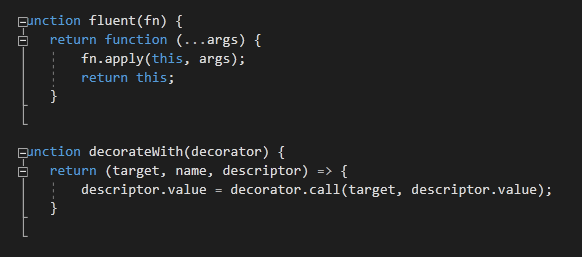 unction fluent(fn) {
return function (...args) {
fn.apply(this, args);
return this;
}
unction decorateWith(decorator) {
return (target, name, descriptor) => {
descriptor.value = decorator.call(target, descriptor.value);
}